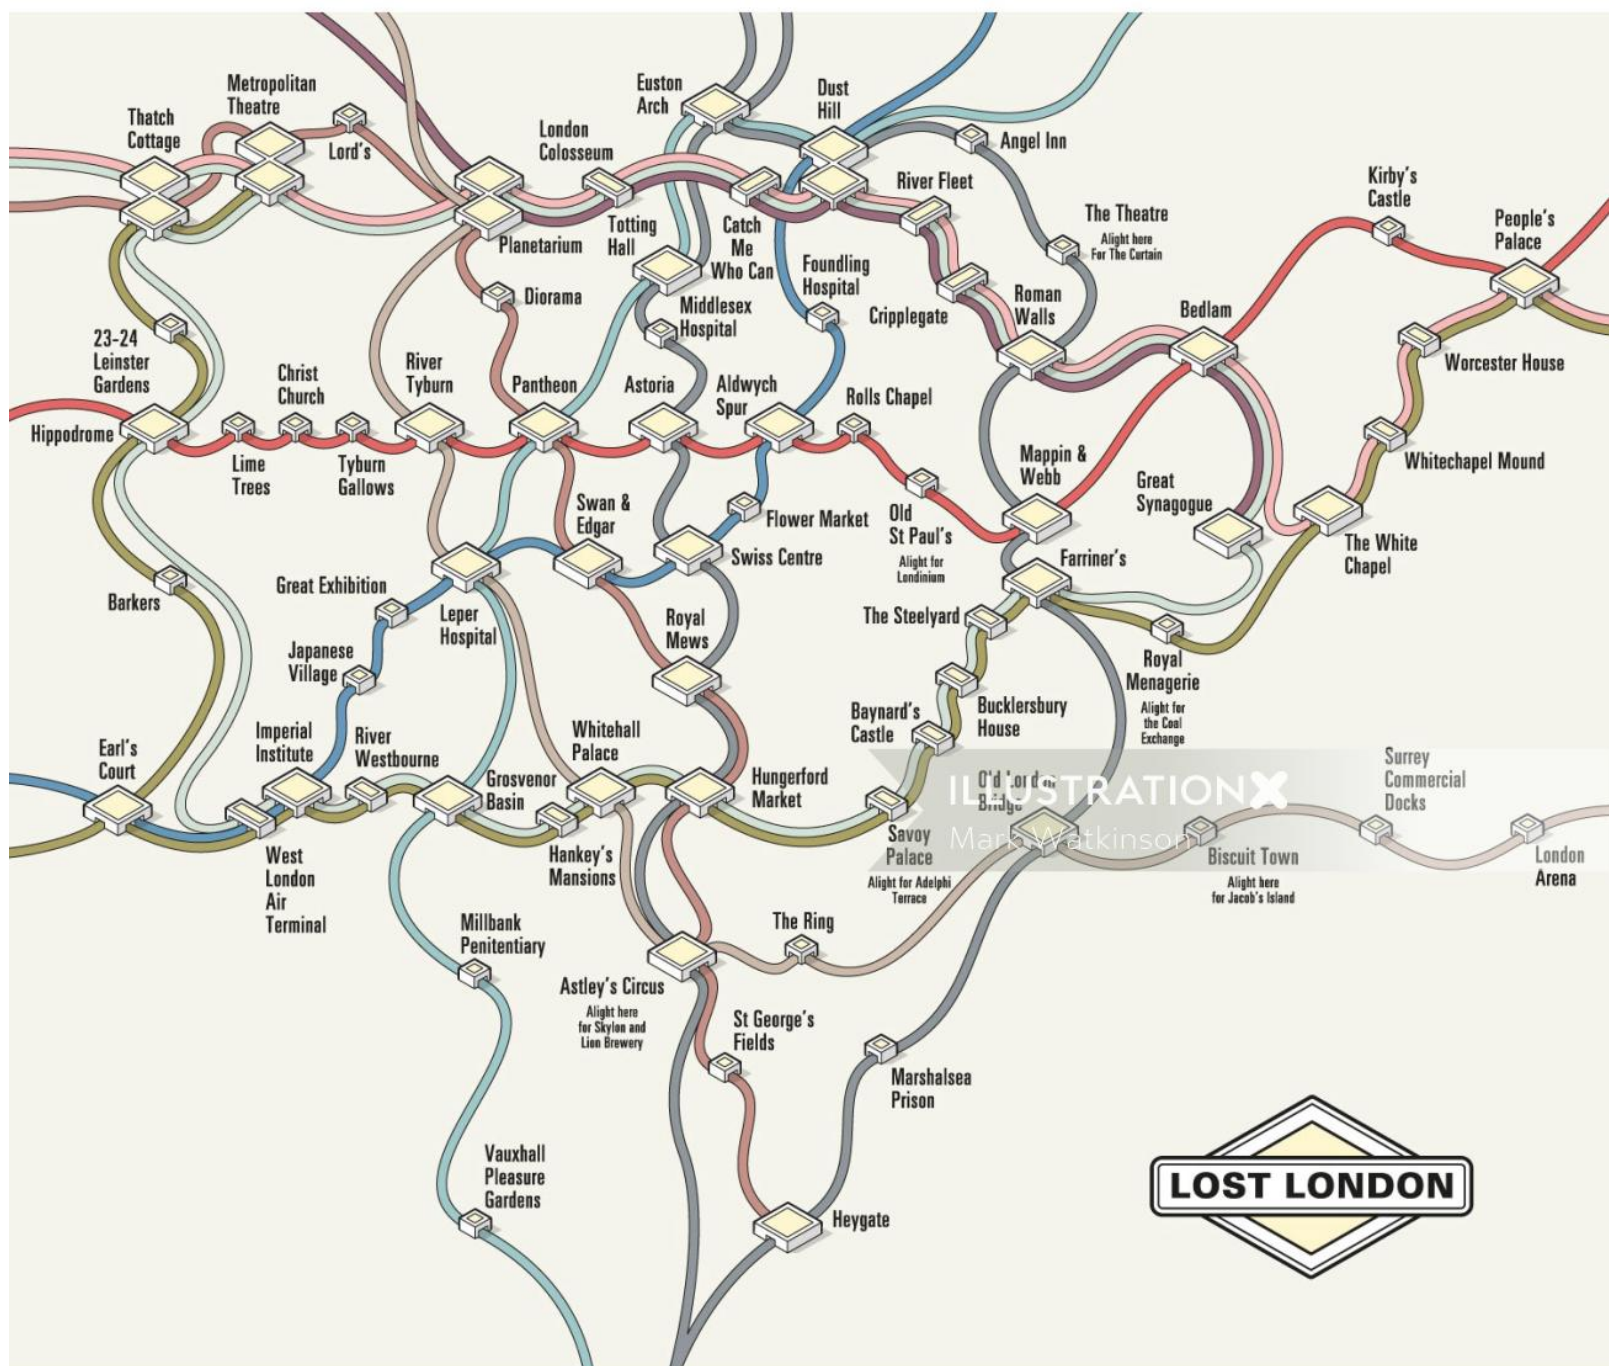 Metropolitan
Theatre
Thatch
Cottage
Lord's
London
Colosseum
Euston
Arch
Dust
Hill
Angel Inn
River Fleet
Kirby's
Castle
People's
Palace
The Theatre
Alight here
For The Curtain
Planetarium
Totting
Hall
Catch
Me
Who Can
Foundling
Hospital
Diorama
Middlesex
Hospital
Cripplegate
Roman
Walls
Bedlam
23-24
Leinster
Gardens
Worcester House
Christ
Church
River
Tyburn
Pantheon
Astoria
Aldwych
Spur
Rolls Chapel
Hippodrome
Lime
Trees
Tyburn
Gallows
Mappin &
Webb
Great
Synagogue
Whitechapel Mound
Swan &
Edgar
Flower Market
Swiss Centre
Old
St Paul's
Alight for
Londinium
Farriner's
The White
Chapel
Great Exhibition
Barkers
Leper
Hospital
Royal
Mews
The Steelyard
Japanese
Village
Royal
Menagerie
Alight for
the Coal
Exchange
Baynard's
Castle
Bucklersbury
House
Earl's
Court
Imperial
Institute
River
Westbourne
Whitehall
Palace
Grosvenor
Basin
Hungerford
Market
Old London
Bridge
Surrey
Commercial
Docks
ILLUSTRATIONX
Mark Watkinson
West
London
Air
Terminal
Hankey's
Mansions
Savoy
Palace
Alight for Adelphi
Terrace
Biscuit Town
Alight here
for Jacob's Island
London
Arena
Millbank
Penitentiary
The Ring
Astley's Circus
Alight here
for Skylon and
Lion Brewery
St George's
Fields
Marshalsea
Prison
Vauxhall
Pleasure
Gardens
Heygate
LOST LONDON